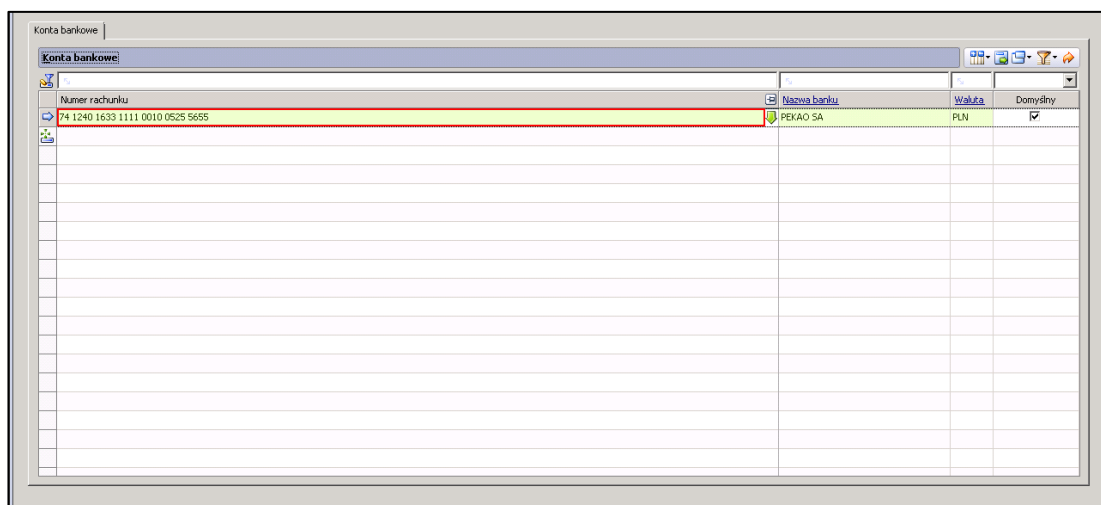 Konta bankowe
Konta bankowe
Numer rachunku Nazwa banku Waluta Domyślny
74 1240 1633 1111 0010 0525 5655 PEKAO SA PLN